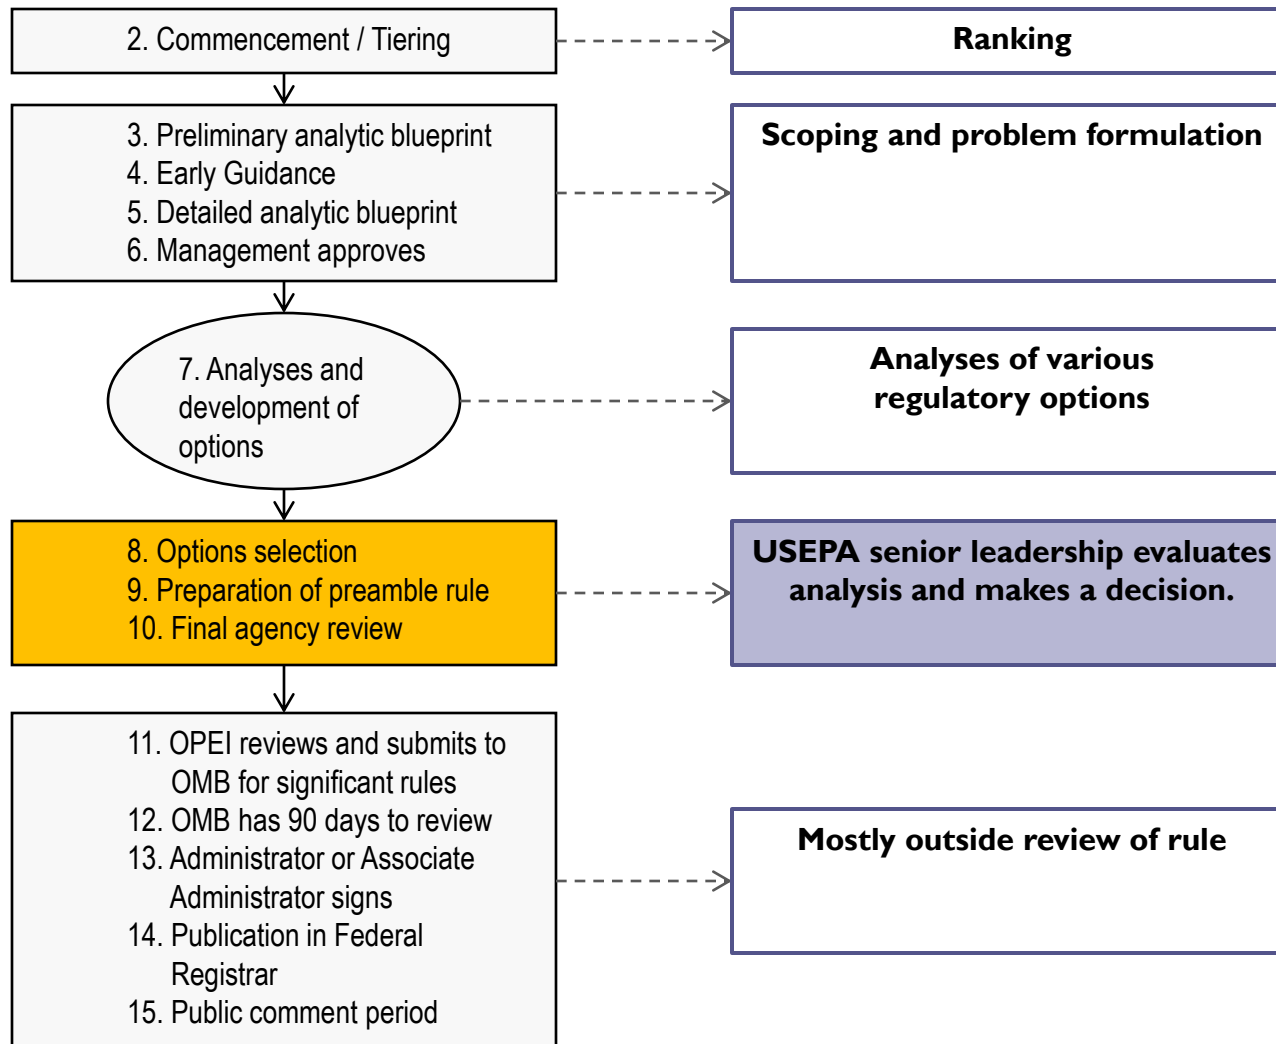 2. Commencement / Tiering
Ranking
3. Preliminary analytic blueprint
4. Early Guidance
5. Detailed analytic blueprint
6. Management approves
Scoping and problem formulation
7. Analyses and
development of
options
Analyses of various
regulatory options
8. Options selection
9. Preparation of preamble rule
10. Final agency review
USEPA senior leadership evaluates
analysis and makes a decision.
11. OPEI reviews and submits to
OMB for significant rules
12. OMB has 90 days to review
13. Administrator or Associate
Administrator signs
14. Publication in Federal
Registrar
15. Public comment period
Mostly outside review of rule